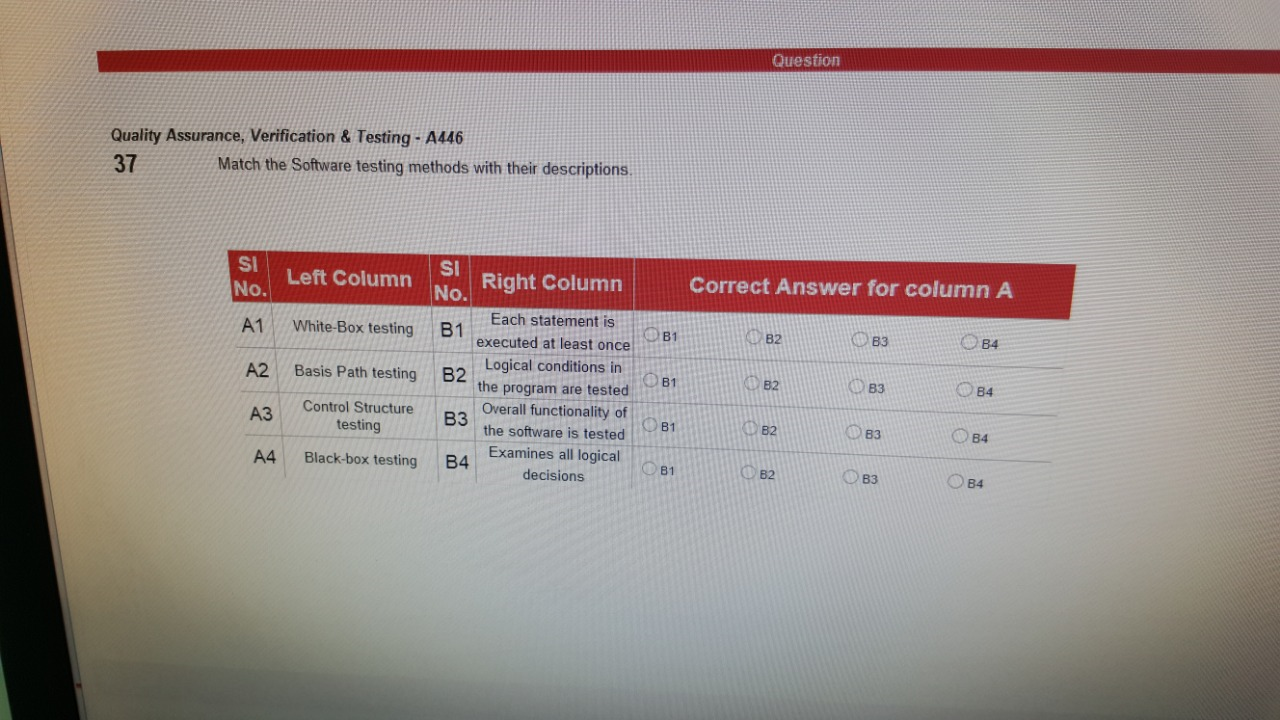 Question
Quality Assurance, Verification & Testing - A446
37 Match the Software testing methods with their descriptions.
SI No. Left Column SI No. Right Column Correct Answer for column A
A1 White-Box testing B1 Each statement is executed at least once B1 B2 B3 B4
A2 Basis Path testing B2 Logical conditions in the program are tested B1 B2 B3 B4
A3 Control Structure testing B3 Overall functionality of the software is tested B1 B2 B3 B4
A4 Black-box testing B4 Examines all logical decisions B1 B2 B3 B4